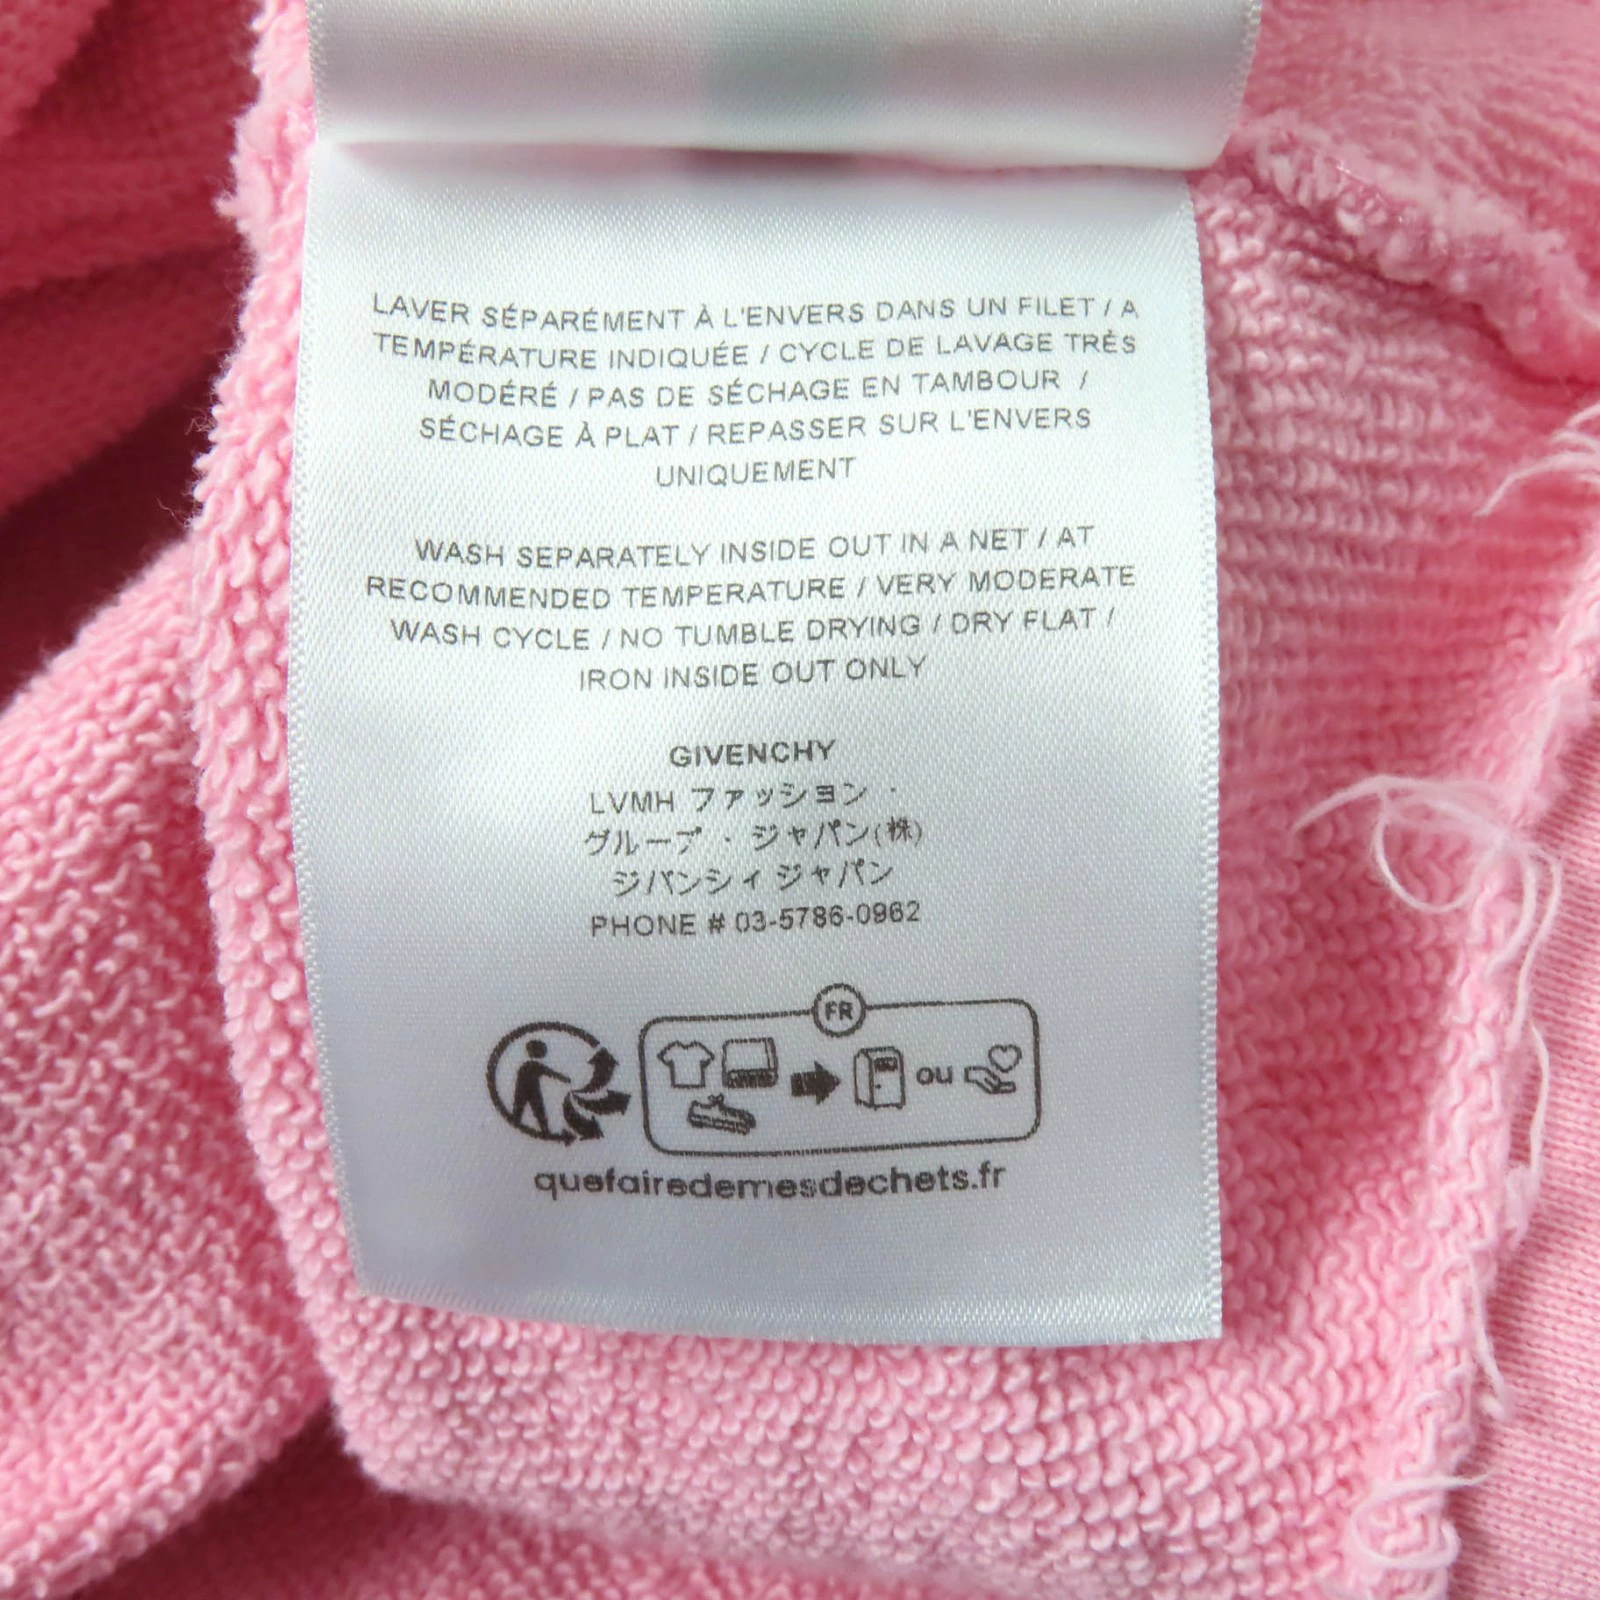 LAVER SÉPARÉMENT À L'ENVERS DANS UN FILET / A
TEMPÉRATURE INDIQUÉE / CYCLE DE LAVAGE TRÈS
MODÉRÉ / PAS DE SÉCHAGE EN TAMBOUR /
SÉCHAGE À PLAT / REPASSER SUR L'ENVERS
UNIQUEMENT
WASH SEPARATELY INSIDE OUT IN A NET / AT
RECOMMENDED TEMPERATURE / VERY MODERATE
WASH CYCLE / NO TUMBLE DRYING / DRY FLAT /
IRON INSIDE OUT ONLY
GIVENCHY
LVMH ファッション ·
グループ · ジャパン(株)
ジバンシィ ジャパン
PHONE # 03-5786-0962
FR
ou
quefairedemesdechets.fr